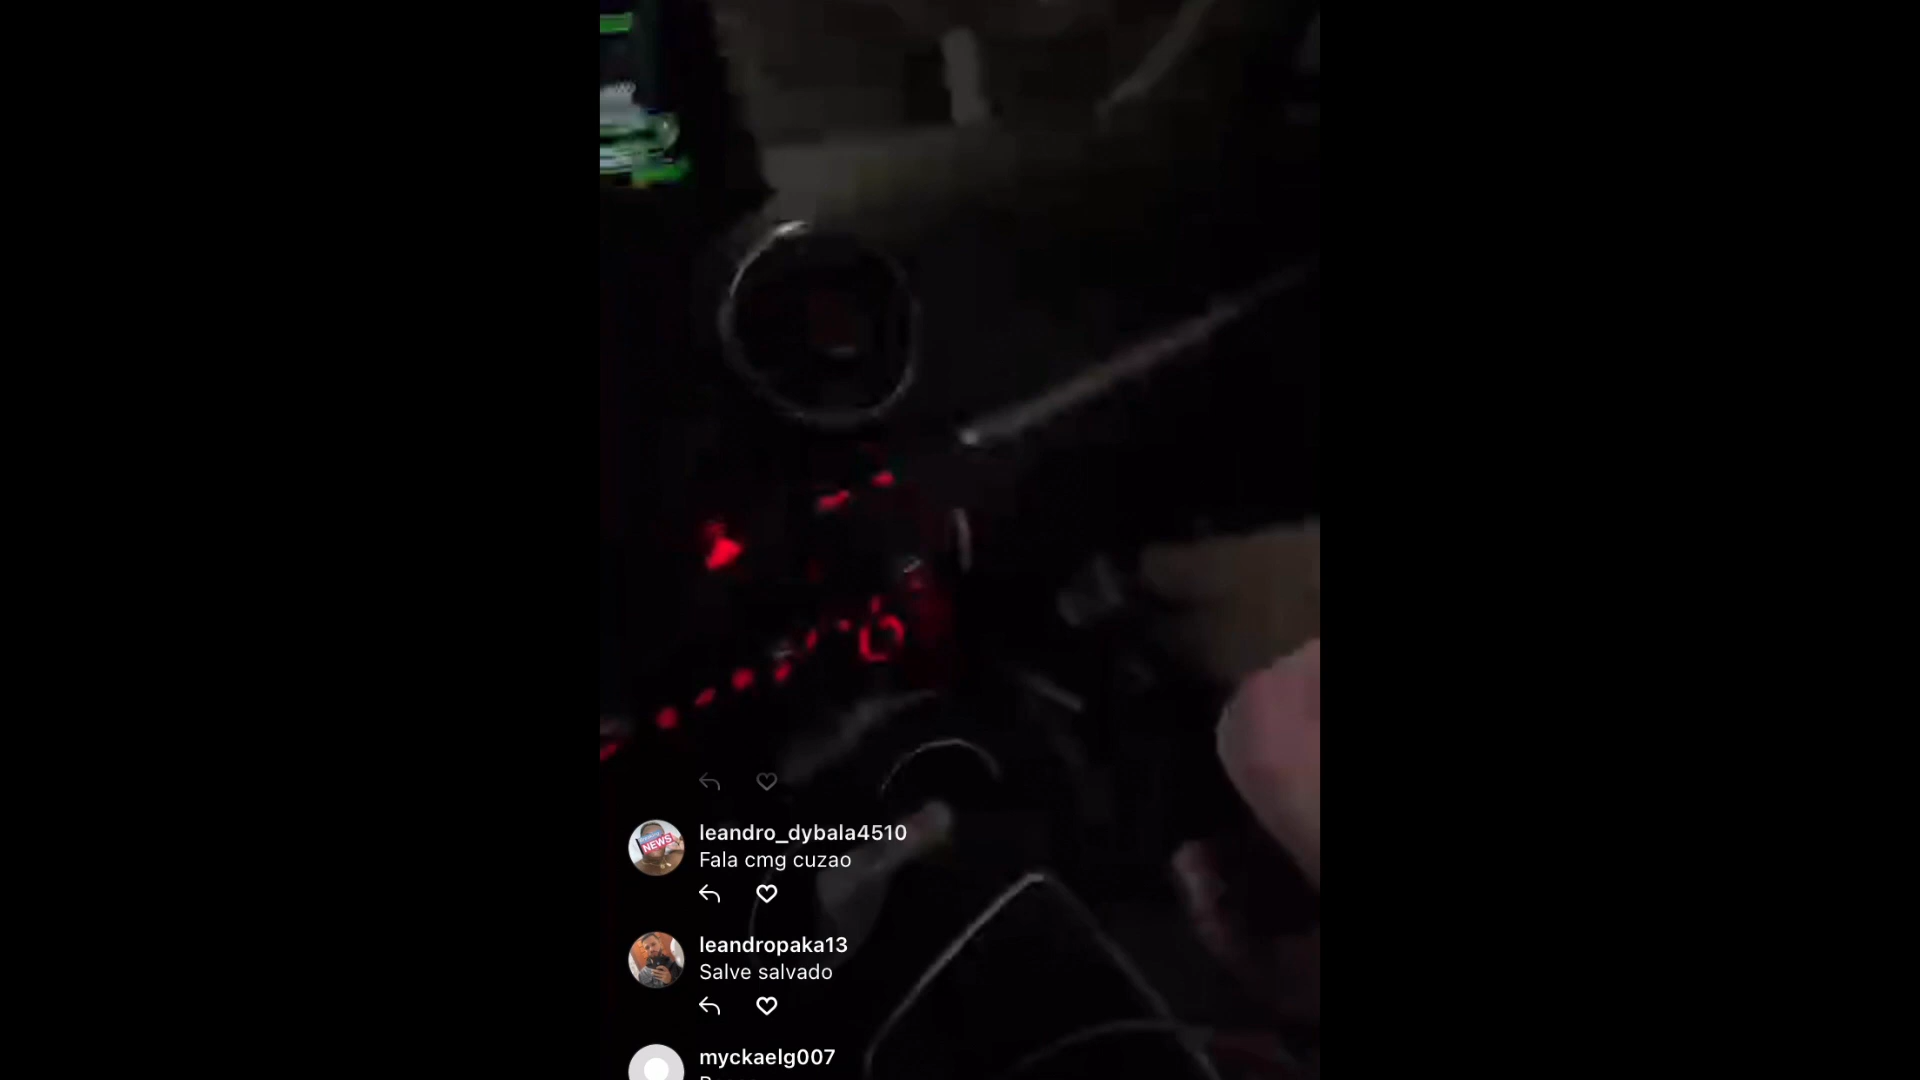 leandro_dybala4510
NEWS
Fala cmg cuzao
leandropaka13
Salve salvado
myckaelg007